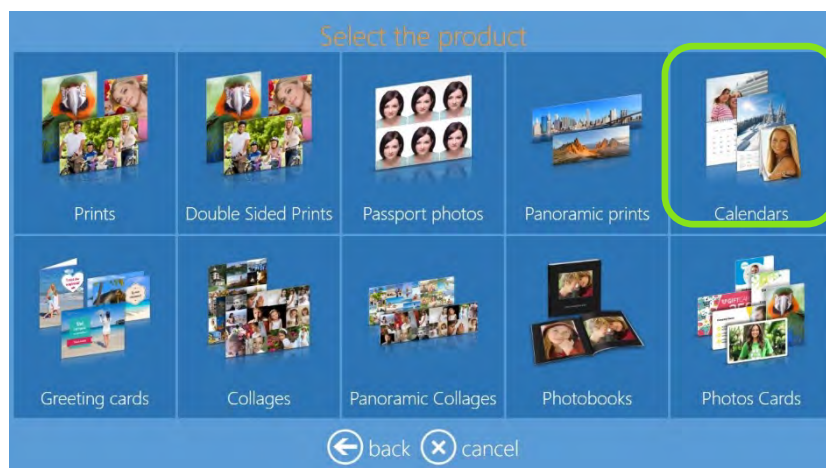 Select the product
Prints
Double Sided Prints
Passport photos
Panoramic prints
Calendars
Greeting cards
Collages
Panoramic Collages
Photobooks
Photos Cards
back
cancel